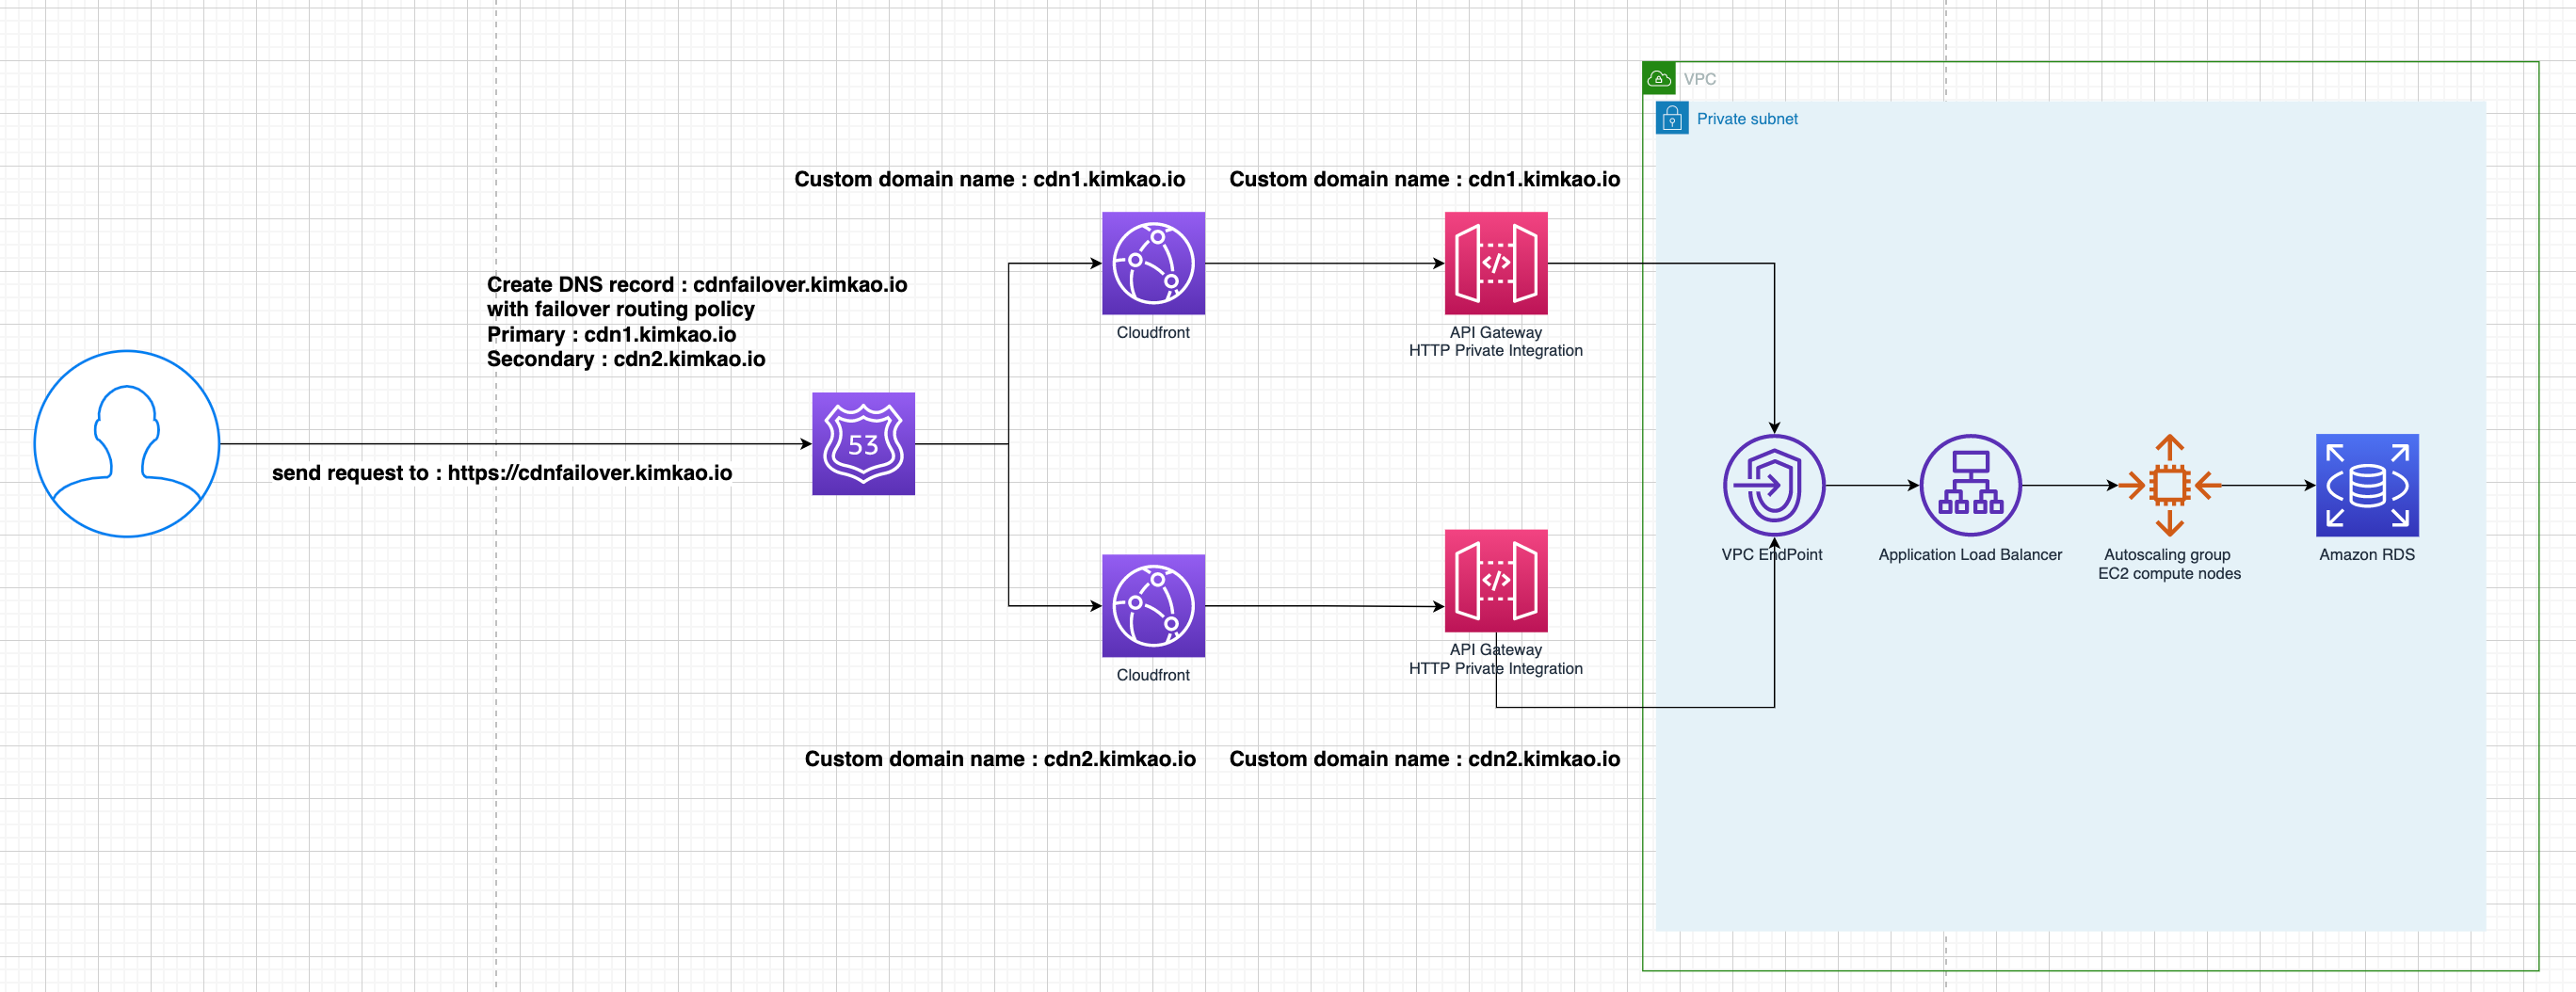 VPC
Private subnet
Custom domain name : cdn1.kimkao.io
Custom domain name : cdn1.kimkao.io
Create DNS record : cdnfailover.kimkao.io
with failover routing policy
Primary : cdn1.kimkao.io
Secondary : cdn2.kimkao.io
Cloudfront
API Gateway
HTTP Private Integration
53
send request to : https://cdnfailover.kimkao.io
VPC EndPoint
Application Load Balancer
Autoscaling group
EC2 compute nodes
Amazon RDS
Cloudfront
API Gateway
HTTP Private Integration
Custom domain name : cdn2.kimkao.io
Custom domain name : cdn2.kimkao.io